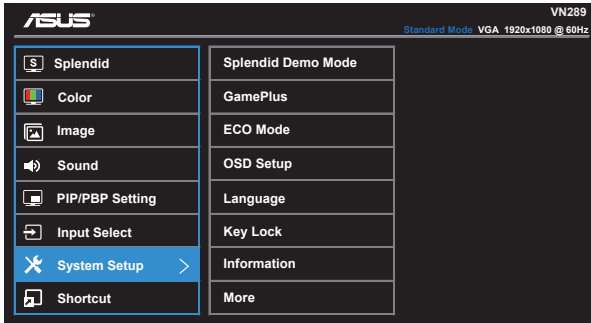 ASUS
VN289
Standard Mode VGA 1920x1080 @ 60Hz
S Splendid
Color
Image
Sound
PIP/PBP Setting
Input Select
System Setup >
Shortcut
Splendid Demo Mode
GamePlus
ECO Mode
OSD Setup
Language
Key Lock
Information
More